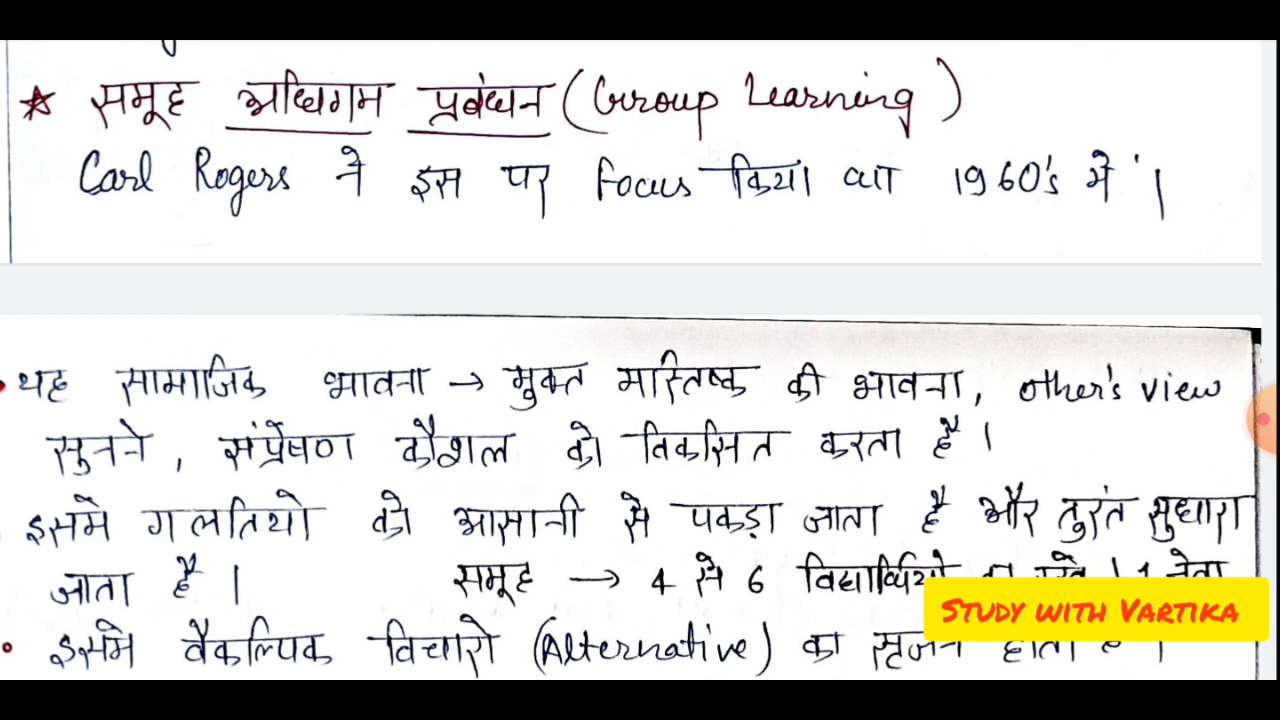 ★ समूह अधिगम प्रबंधन (Group Learning)
Carl Rogers ने इस पर Focus किया था 1960's में ।
• यह सामाजिक भावना → मुक्त मस्तिष्क की भावना, other's view
सुनने, संप्रेषण कौशल को विकसित करता है ।
इसमें गलतियो को आसानी से पकड़ा जाता है और तुरंत सुधारा
जाता है । समूह → 4 से 6 विद्यार्थियो
STUDY WITH VARTIKA
• इसमे वैकल्पिक विचारो (Alternative) का सृजन होता है ।